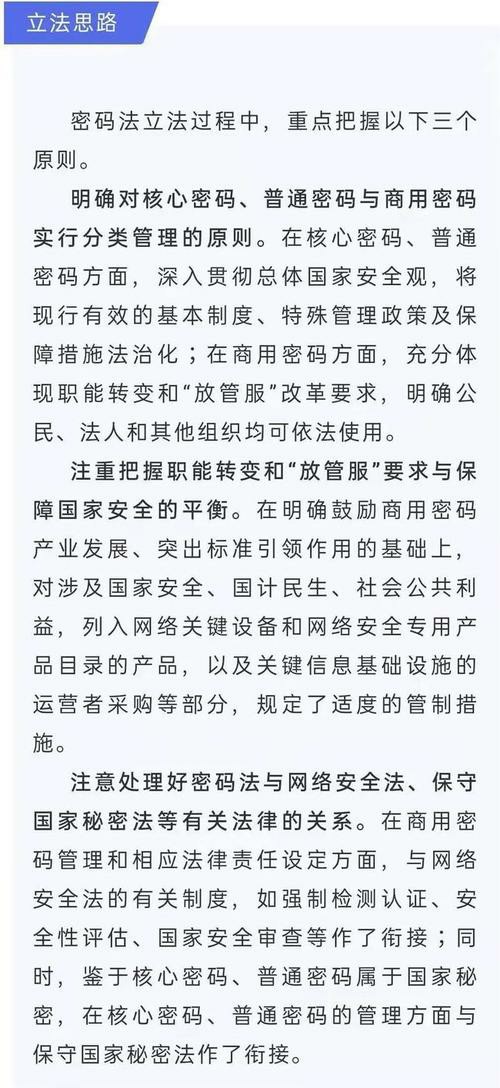 立法思路
密码法立法过程中，重点把握以下三个
原则。
明确对核心密码、普通密码与商用密码
实行分类管理的原则。在核心密码、普通
密码方面，深入贯彻总体国家安全观，将
现行有效的基本制度、特殊管理政策及保
障措施法治化；在商用密码方面，充分体
现职能转变和“放管服”改革要求，明确公
民、法人和其他组织均可依法使用。
注重把握职能转变和“放管服”要求与保
障国家安全的平衡。在明确鼓励商用密码
产业发展、突出标准引领作用的基础上，
对涉及国家安全、国计民生、社会公共利
益，列入网络关键设备和网络安全专用产
品目录的产品，以及关键信息基础设施的
运营者采购等部分，规定了适度的管制措
施。
注意处理好密码法与网络安全法、保守
国家秘密法等有关法律的关系。在商用密
码管理和相应法律责任设定方面，与网络
安全法的有关制度，如强制检测认证、安
全性评估、国家安全审查等作了衔接；同
时，鉴于核心密码、普通密码属于国家秘
密，在核心密码、普通密码的管理方面与
保守国家秘密法作了衔接。